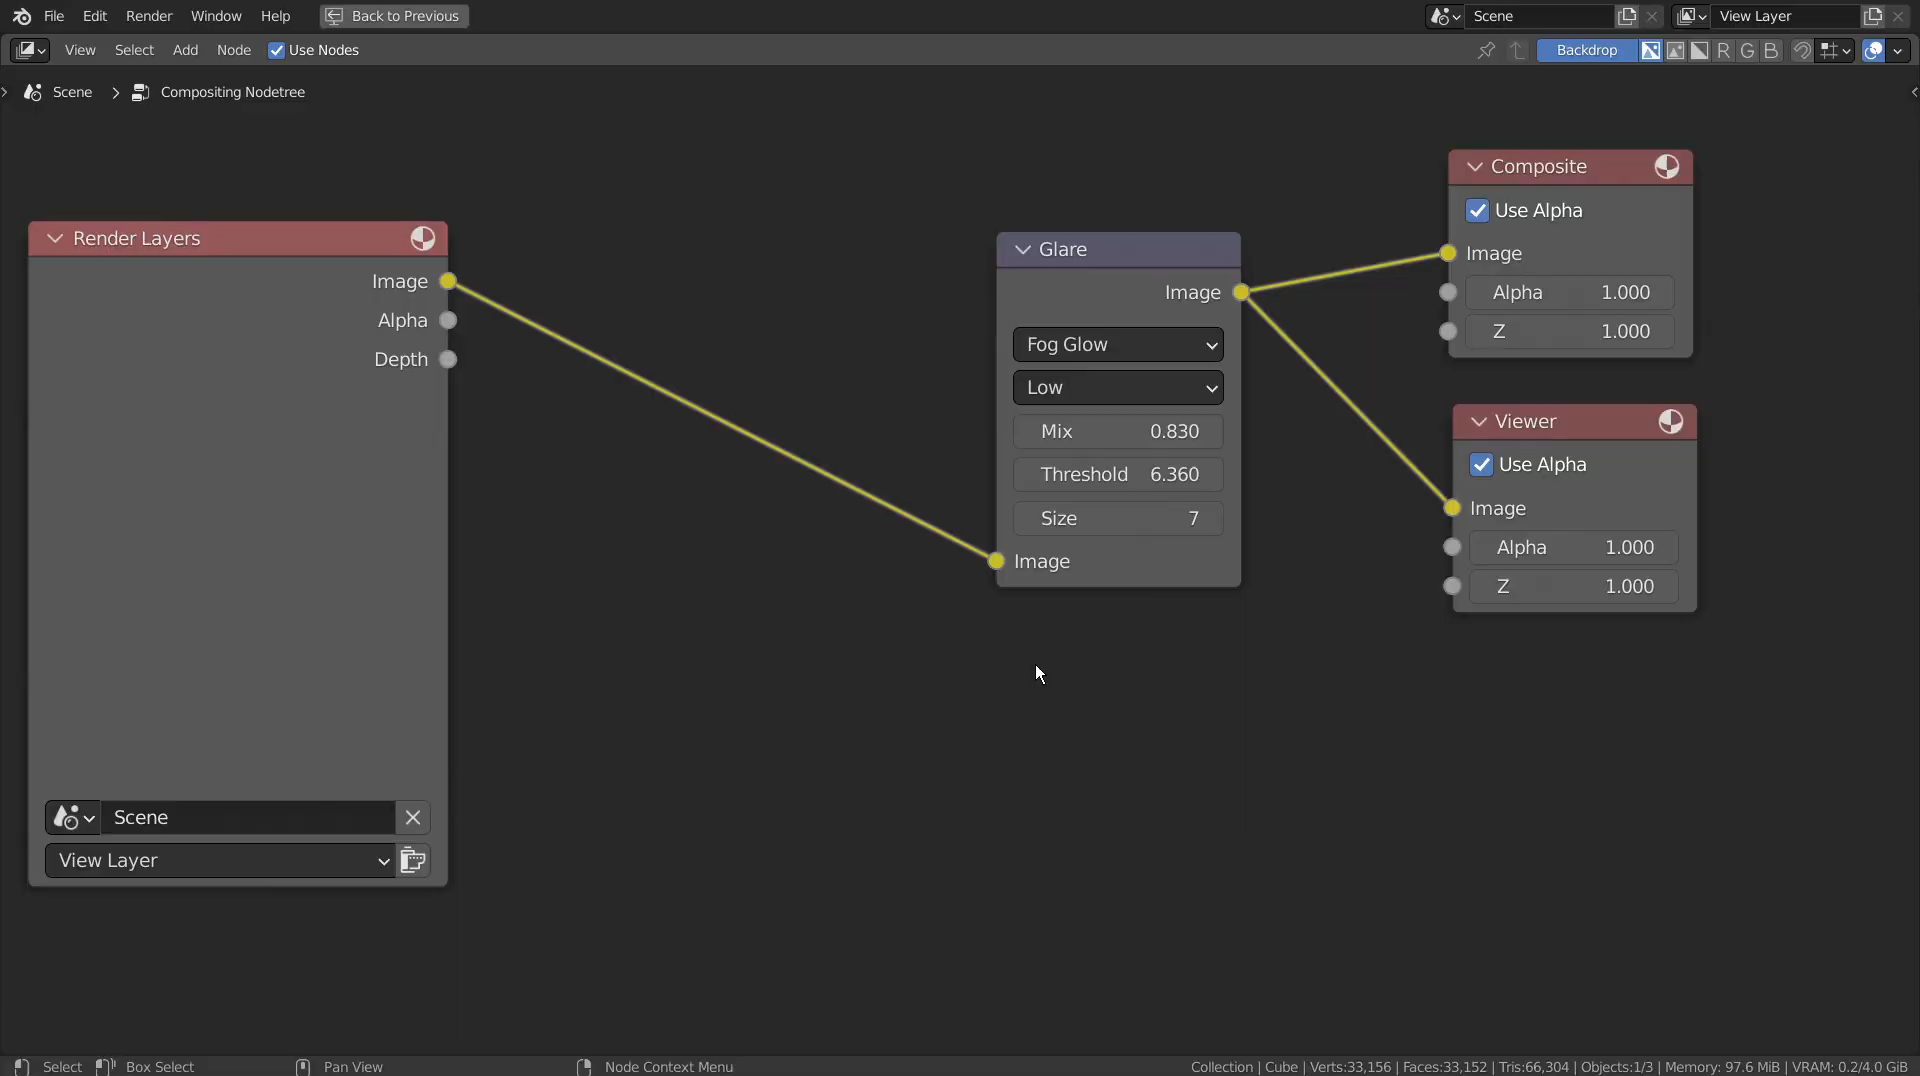 File Edit Render Window Help Back to Previous Scene View Layer
View Select Add Node Use Nodes Backdrop R G B
Scene > Compositing Nodetree
Render Layers
Image
Alpha
Depth
Scene
View Layer
Glare
Image
Fog Glow
Low
Mix 0.830
Threshold 6.360
Size 7
Image
Composite
Use Alpha
Image
Alpha 1.000
Z 1.000
Viewer
Use Alpha
Image
Alpha 1.000
Z 1.000
Select Box Select Pan View Node Context Menu Collection | Cube | Verts:33,156 | Faces:33,152 | Tris:66,304 | Objects:1/3 | Memory: 97.6 MiB | VRAM: 0.2/4.0 GiB